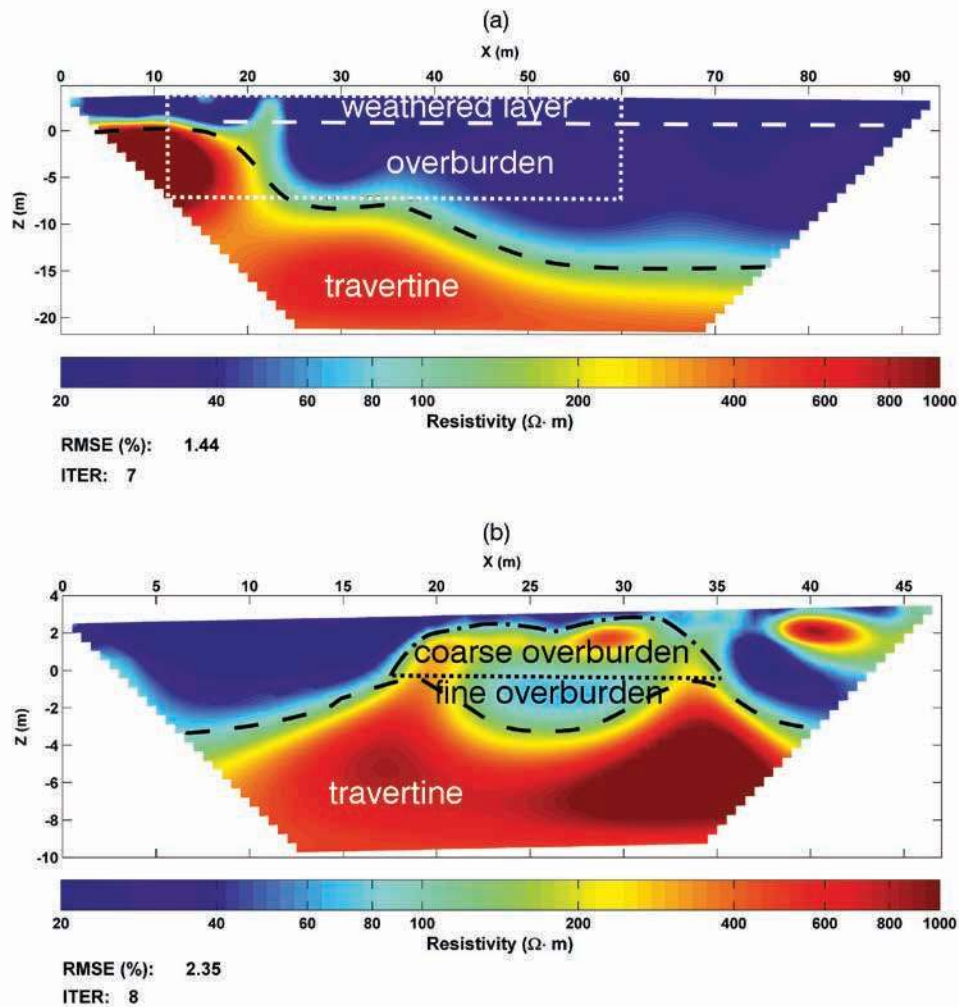 (a)
X (m)
0 10 20 30 40 50 60 70 80 90
weathered layer
0
overburden
-5
Z (m)
-10
-15
travertine
-20
20 40 60 80 100 200 400 600 800 1000
Resistivity (Ω· m)
RMSE (%): 1.44
ITER: 7
(b)
X (m)
0 5 10 15 20 25 30 35 40 45
4
2
coarse overburden
0
fine overburden
-2
Z (m)
-4
-6
travertine
-8
-10
20 40 60 80 100 200 400 600 800 1000
Resistivity (Ω· m)
RMSE (%): 2.35
ITER: 8